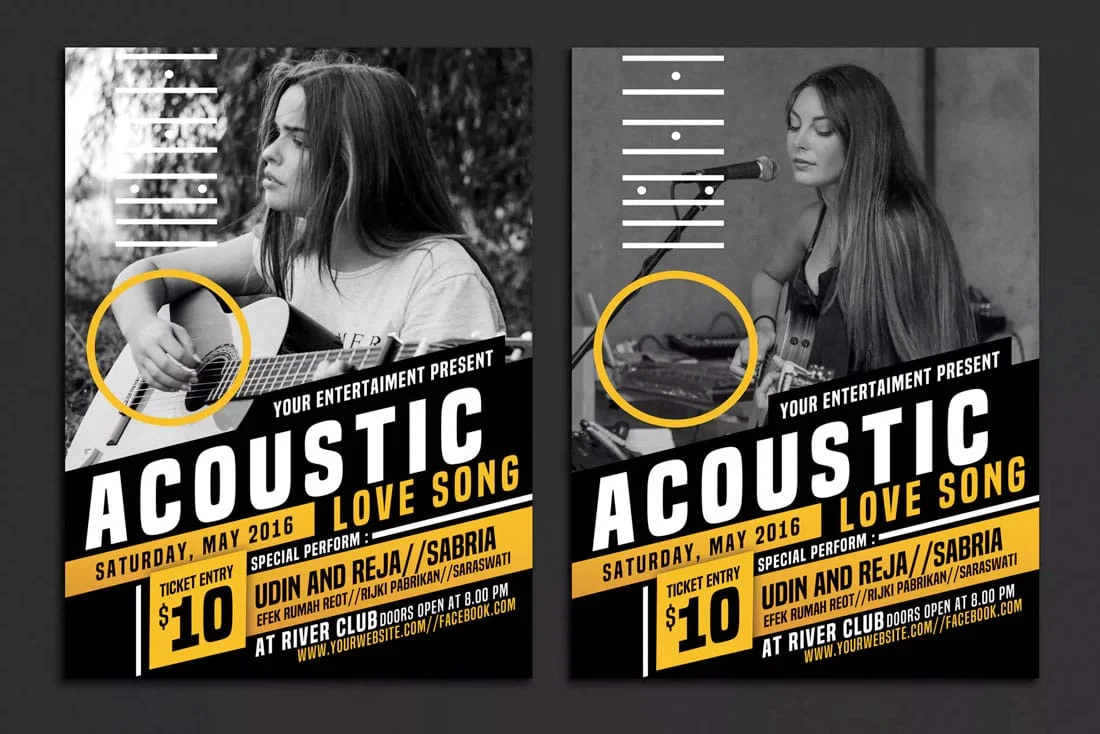 MER
YOUR ENTERTAIMENT PRESENT
ACOUSTIC
LOVE SONG
SATURDAY, MAY 2016
SPECIAL PERFORM :
TICKET ENTRY
$10
UDIN AND REJA//SABRIA
EFEK RUMAH REOT//RIJKI PABRIKAN//SARASWATI
AT RIVER CLUB DOORS OPEN AT 8.00 PM
WWW.YOURWEBSITE.COM//FACEBOOK.COM
YOUR ENTERTAIMENT PRESENT
ACOUSTIC
LOVE SONG
SATURDAY, MAY 2016
SPECIAL PERFORM :
TICKET ENTRY
$10
UDIN AND REJA//SABRIA
EFEK RUMAH REOT//RIJKI PABRIKAN//SARASWATI
AT RIVER CLUB DOORS OPEN AT 8.00 PM
WWW.YOURWEBSITE.COM//FACEBOOK.COM